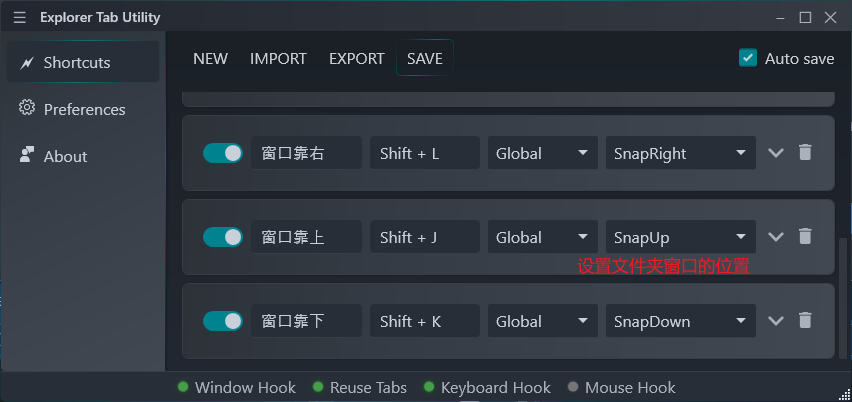 Explorer Tab Utility
Shortcuts
Preferences
About
NEW IMPORT EXPORT SAVE Auto save
窗口靠右 Shift + L Global SnapRight
窗口靠上 Shift + J Global SnapUp
设置文件夹窗口的位置
窗口靠下 Shift + K Global SnapDown
Window Hook Reuse Tabs Keyboard Hook Mouse Hook